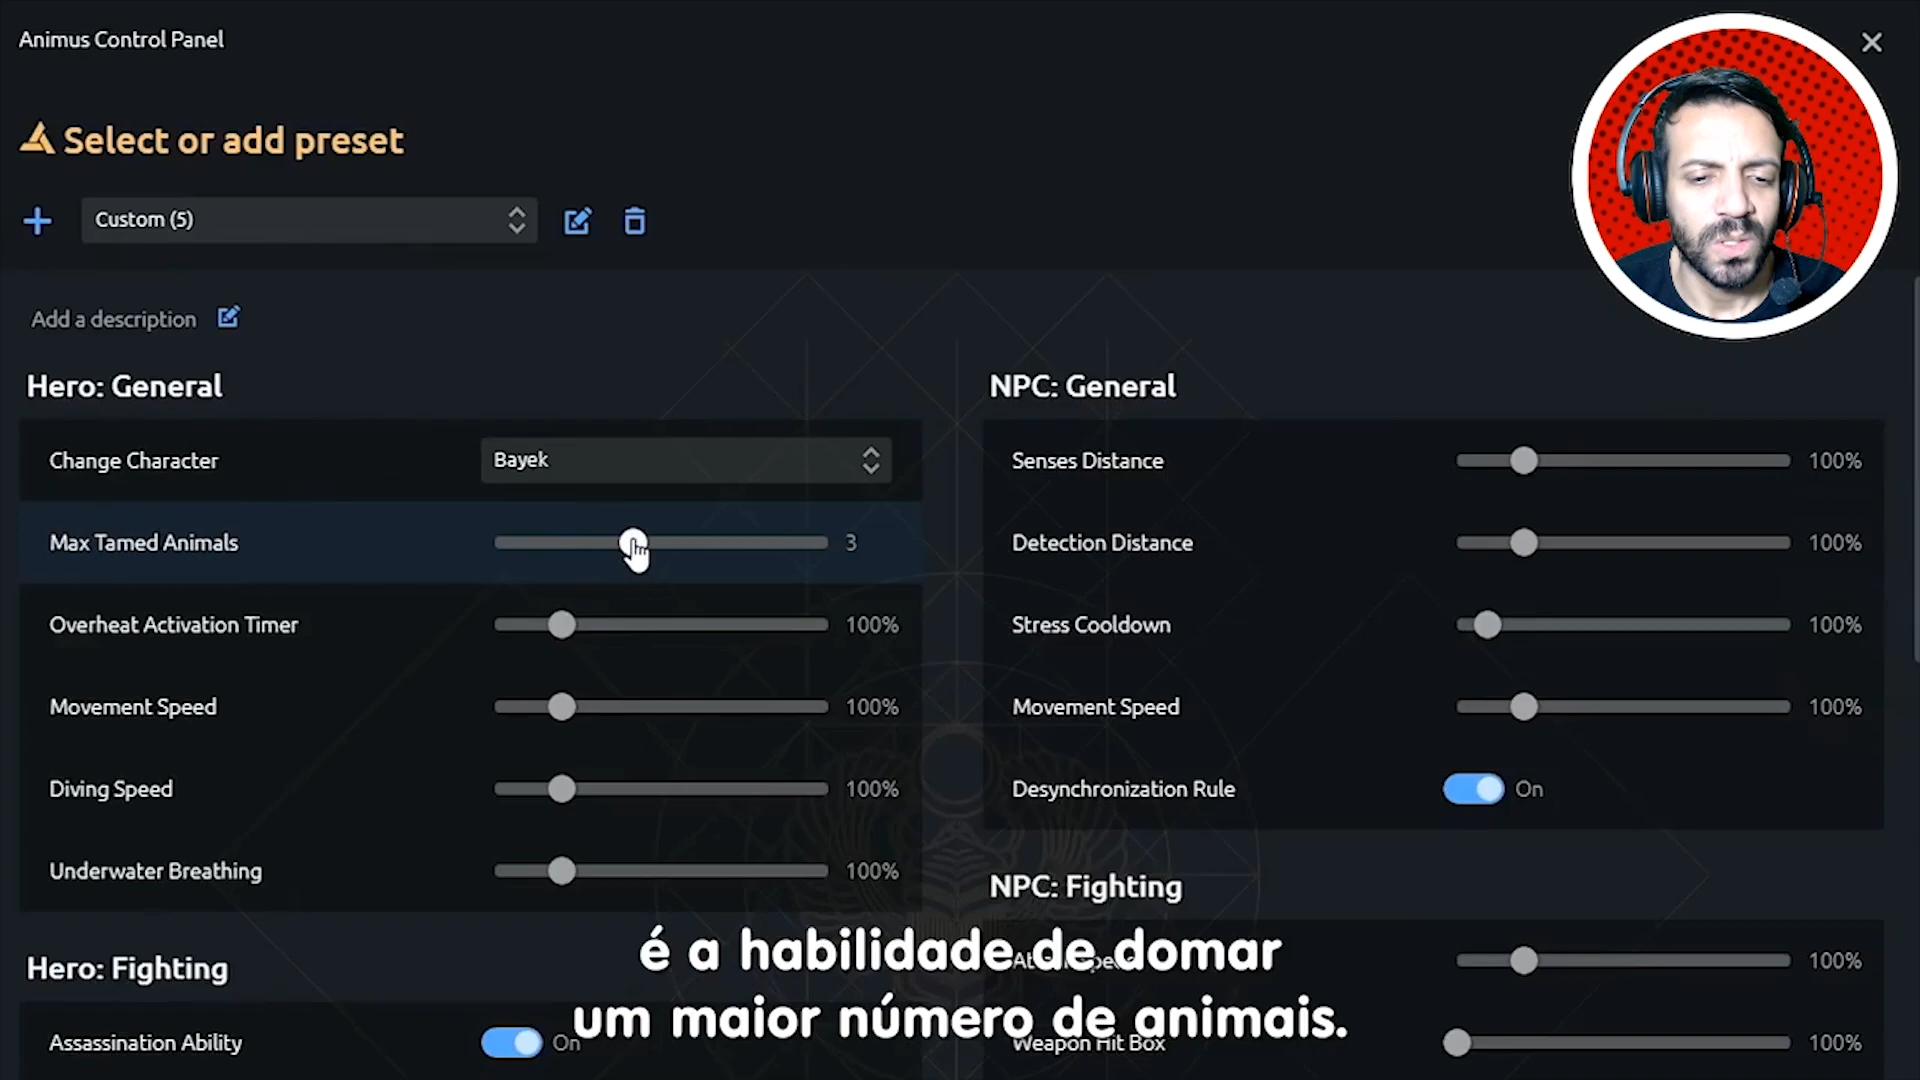 Animus Control Panel
Select or add preset
Custom (5)
Add a description
Hero: General
Change Character
Bayek
Max Tamed Animals
3
Overheat Activation Timer
100%
Movement Speed
100%
Diving Speed
100%
Underwater Breathing
100%
Hero: Fighting
Assassination Ability
On
NPC: General
Senses Distance
100%
Detection Distance
100%
Stress Cooldown
100%
Movement Speed
100%
Desynchronization Rule
On
NPC: Fighting
100%
Weapon Hit Box
100%
é a habilidade de domar
um maior número de animais.